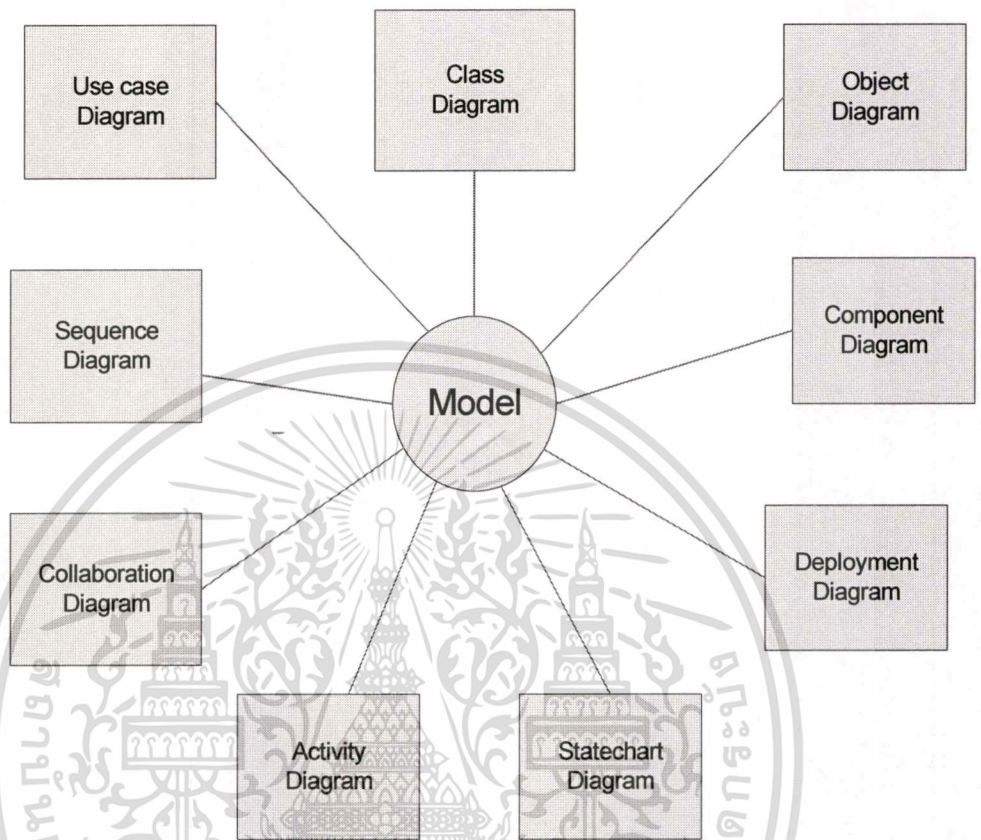 Use case
Diagram
Class
Diagram
Object
Diagram
Sequence
Diagram
Model
Component
Diagram
Collaboration
Diagram
Deployment
Diagram
Activity
Diagram
Statechart
Diagram